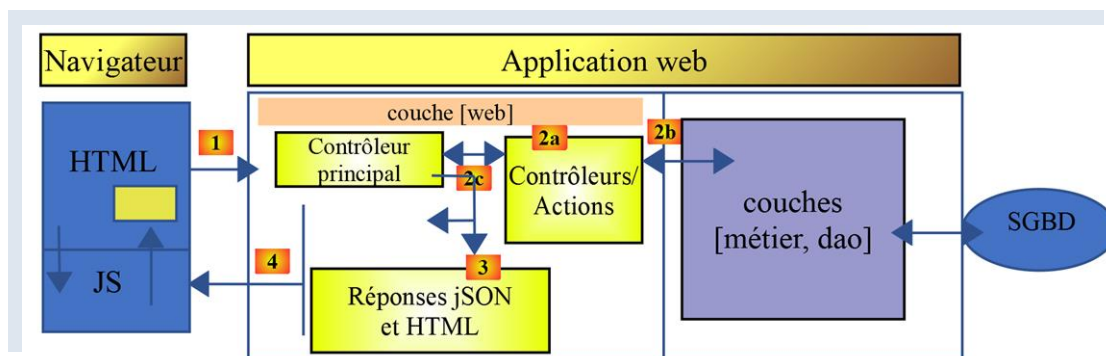 Navigateur
Application web
couche [web]
1
HTML
JS
Contrôleur
principal
2a
2b
2c
Contrôleurs/
Actions
couches
[métier, dao]
SGBD
4
3
Réponses jSON
et HTML